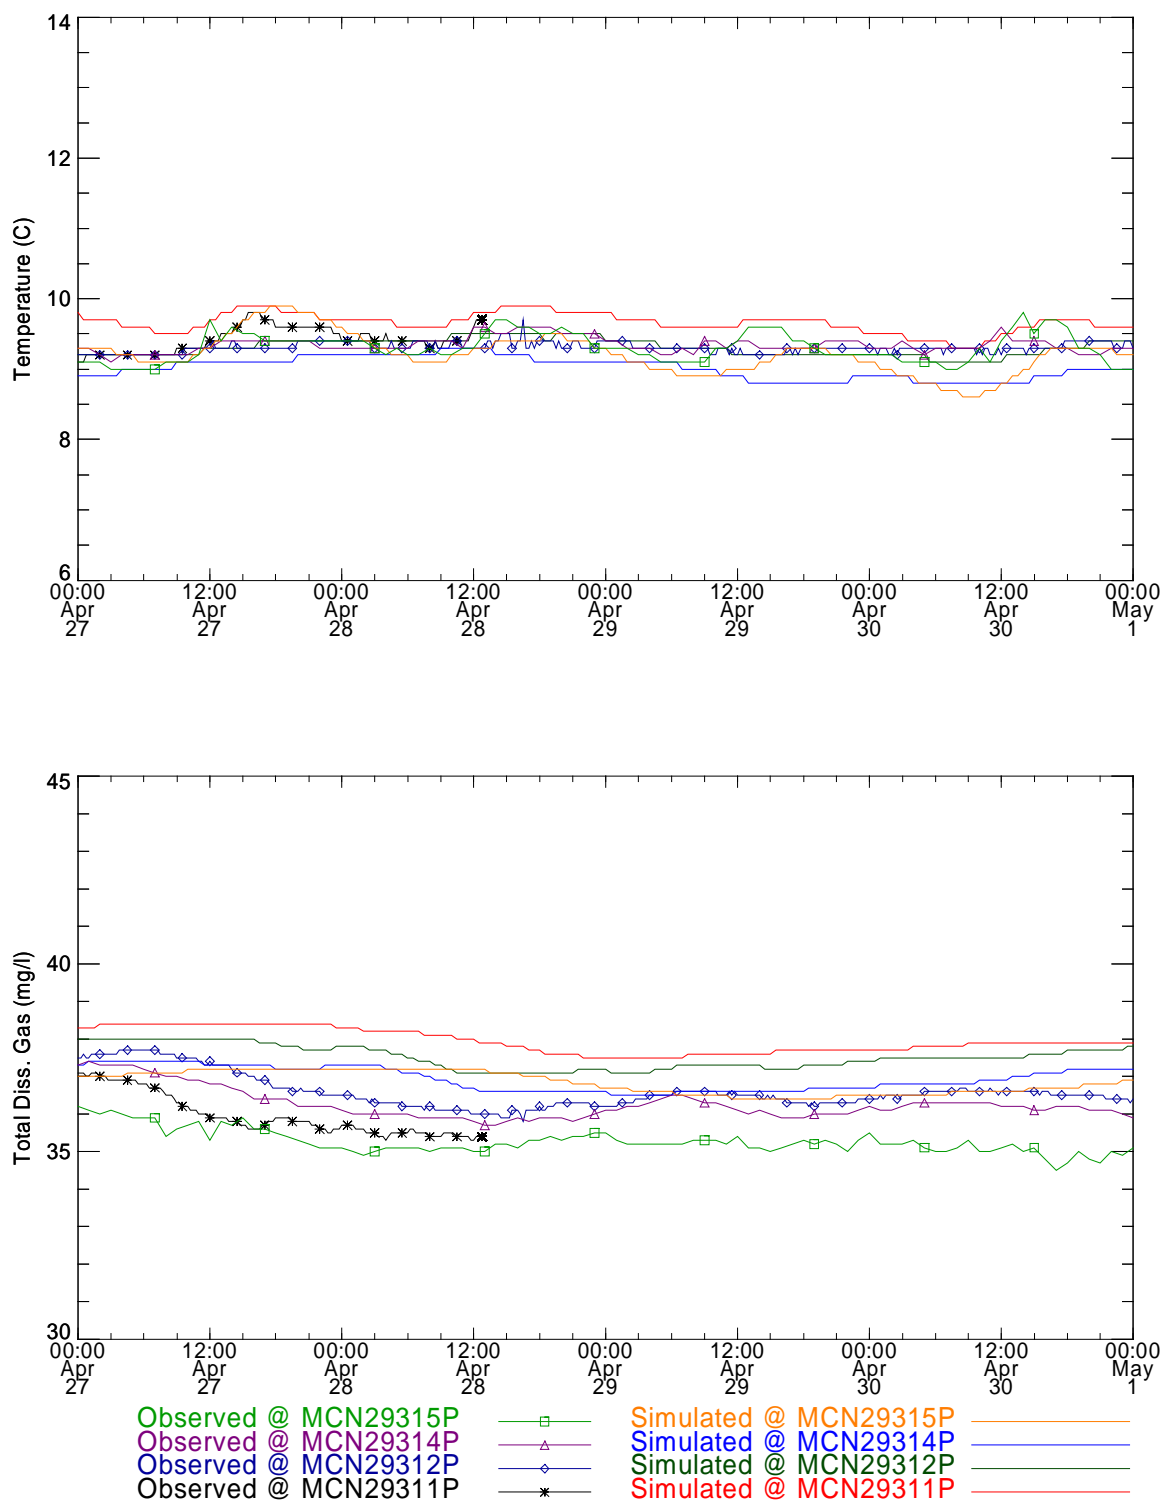 14
12
10
8
6
Temperature (C)
00:00 12:00 00:00 12:00 00:00 12:00 00:00 12:00 00:00
Apr Apr Apr Apr Apr Apr Apr Apr May
27 27 28 28 29 29 30 30 1
45
40
35
30
Total Diss. Gas (mg/l)
00:00 12:00 00:00 12:00 00:00 12:00 00:00 12:00 00:00
Apr Apr Apr Apr Apr Apr Apr Apr May
27 27 28 28 29 29 30 30 1
Observed @ MCN29315P Simulated @ MCN29315P
Observed @ MCN29314P Simulated @ MCN29314P
Observed @ MCN29312P Simulated @ MCN29312P
Observed @ MCN29311P Simulated @ MCN29311P